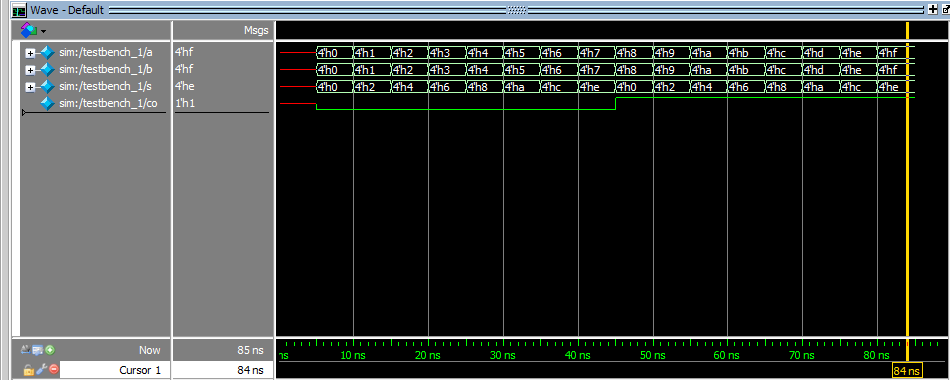 Wave - Default
Msgs
sim:/testbench_1/a 4'hf 4'h0 4'h1 4'h2 4'h3 4'h4 4'h5 4'h6 4'h7 4'h8 4'h9 4'ha 4'hb 4'hc 4'hd 4'he 4'hf
sim:/testbench_1/b 4'hf 4'h0 4'h1 4'h2 4'h3 4'h4 4'h5 4'h6 4'h7 4'h8 4'h9 4'ha 4'hb 4'hc 4'hd 4'he 4'hf
sim:/testbench_1/s 4'he 4'h0 4'h2 4'h4 4'h6 4'h8 4'ha 4'hc 4'he 4'h0 4'h2 4'h4 4'h6 4'h8 4'ha 4'hc 4'he
sim:/testbench_1/co 1'h1
Now 85 ns ns 10 ns 20 ns 30 ns 40 ns 50 ns 60 ns 70 ns 80 ns
Cursor 1 84 ns 84 ns